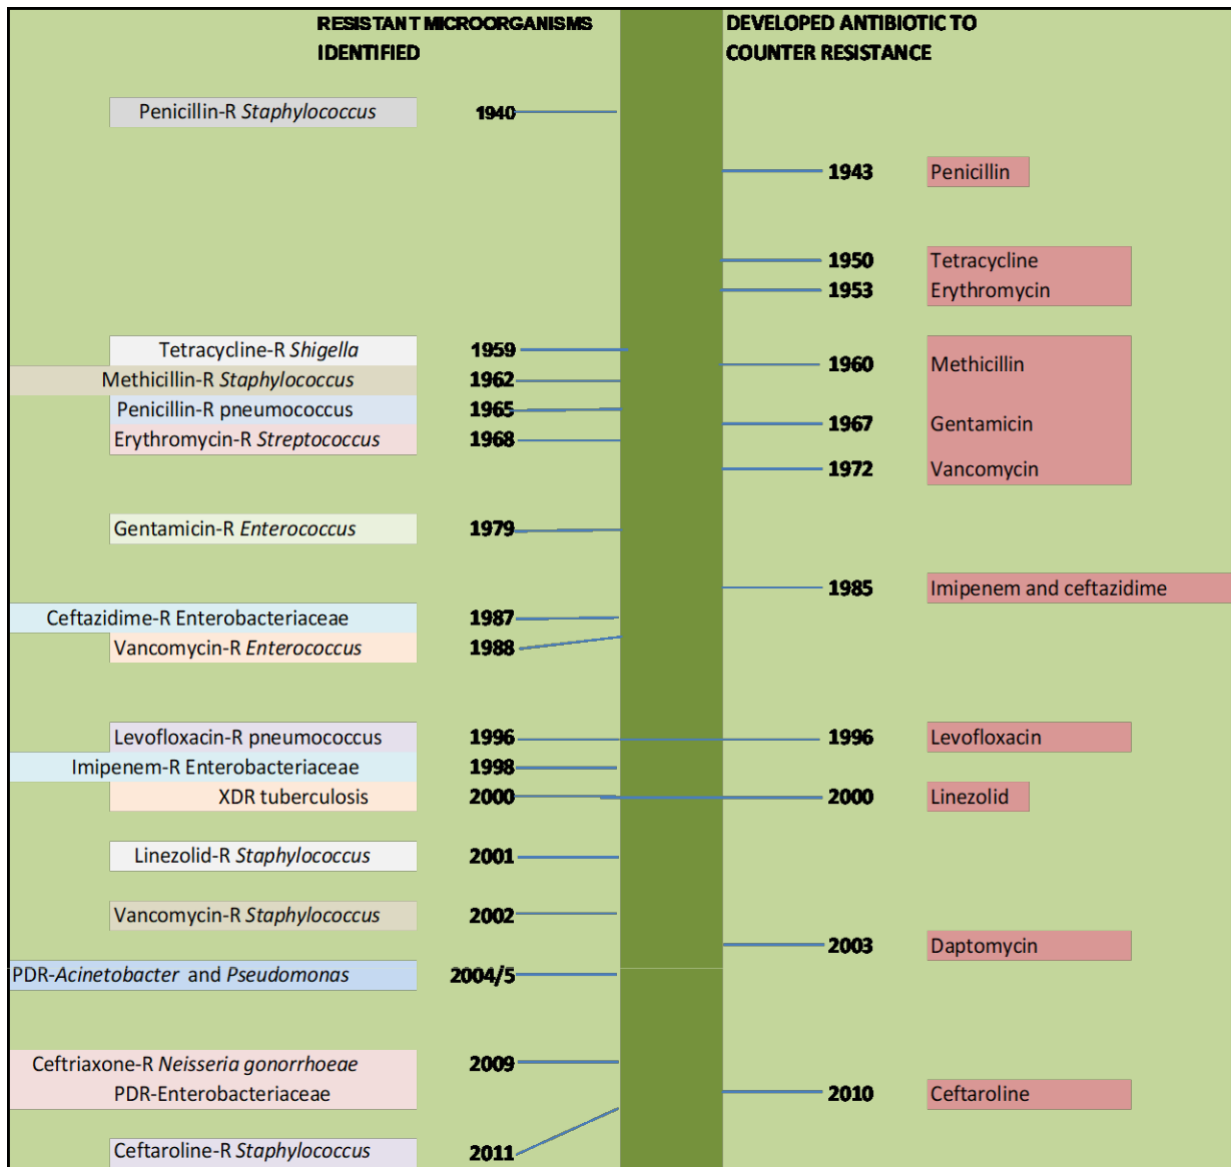 RESISTANT MICROORGANISMS
IDENTIFIED
DEVELOPED ANTIBIOTIC TO
COUNTER RESISTANCE
Penicillin-R Staphylococcus 1940
1943 Penicillin
1950 Tetracycline
1953 Erythromycin
Tetracycline-R Shigella 1959
1960 Methicillin
Methicillin-R Staphylococcus 1962
Penicillin-R pneumococcus 1965
1967 Gentamicin
Erythromycin-R Streptococcus 1968
1972 Vancomycin
Gentamicin-R Enterococcus 1979
1985 Imipenem and ceftazidime
Ceftazidime-R Enterobacteriaceae 1987
Vancomycin-R Enterococcus 1988
Levofloxacin-R pneumococcus 1996
1996 Levofloxacin
Imipenem-R Enterobacteriaceae 1998
XDR tuberculosis 2000
2000 Linezolid
Linezolid-R Staphylococcus 2001
Vancomycin-R Staphylococcus 2002
2003 Daptomycin
PDR-Acinetobacter and Pseudomonas 2004/5
Ceftriaxone-R Neisseria gonorrhoeae 2009
PDR-Enterobacteriaceae
2010 Ceftaroline
Ceftaroline-R Staphylococcus 2011